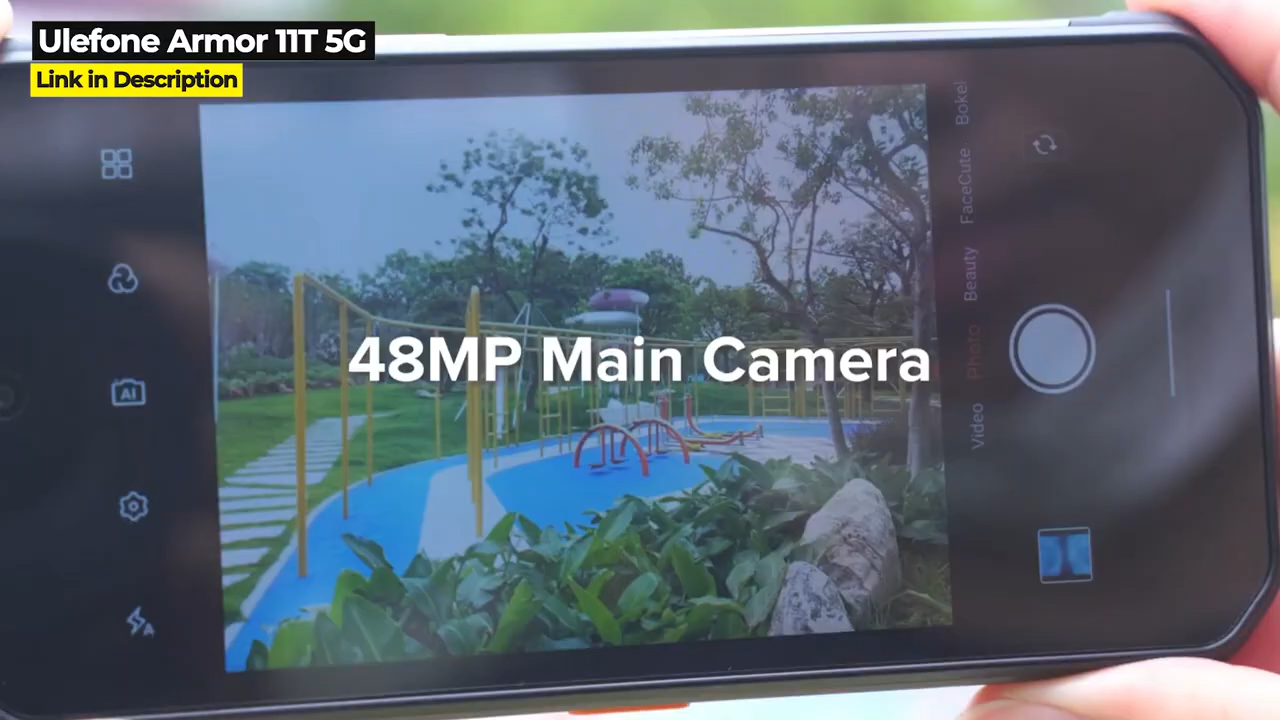 Ulefone Armor 11T 5G
Link in Description
48MP Main Camera
Bokeh
FaceCute
Beauty
Photo
Video
AI
A